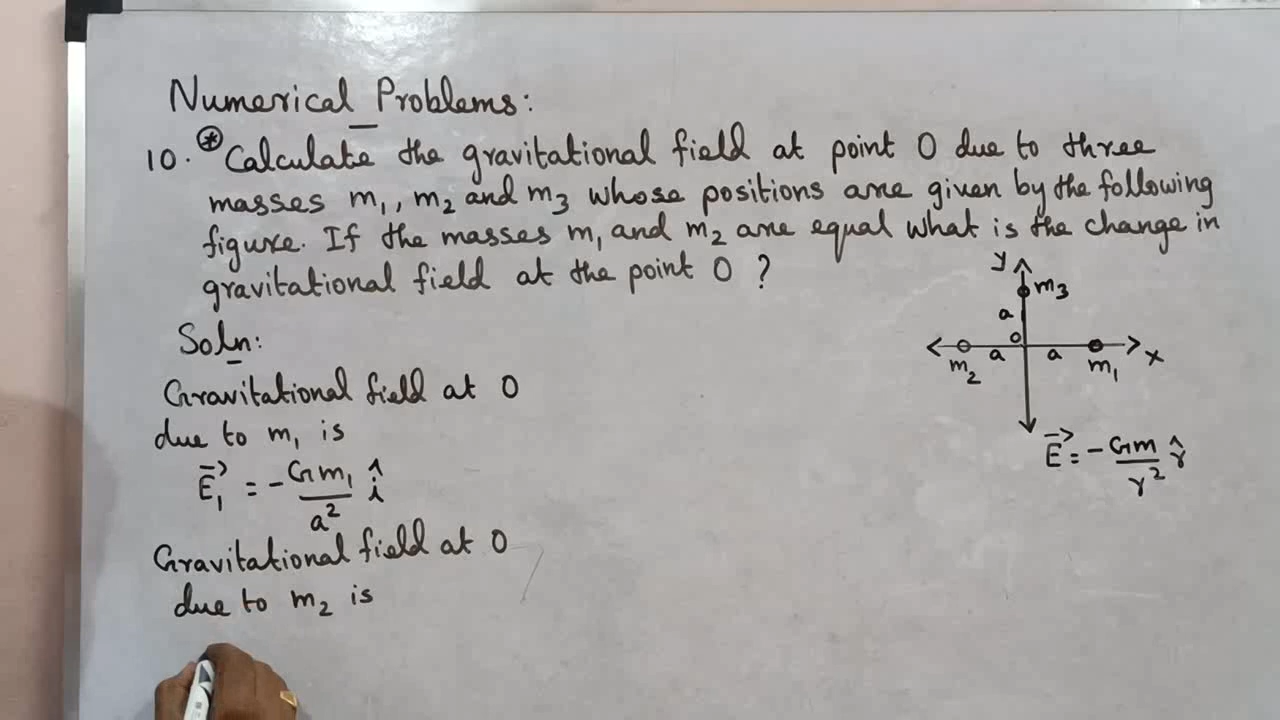 Numerical Problems:
10. * Calculate the gravitational field at point O due to three
masses m₁, m₂ and m₃ whose positions are given by the following
figure. If the masses m₁ and m₂ are equal what is the change in
gravitational field at the point O ?
y
m₃
a
O
a
a
x
m₂
m₁
E⃗ = -Gm/r² r̂
Soln:
Gravitational field at O
due to m₁ is
E⃗₁ = -Gm₁/a² î
Gravitational field at O
due to m₂ is